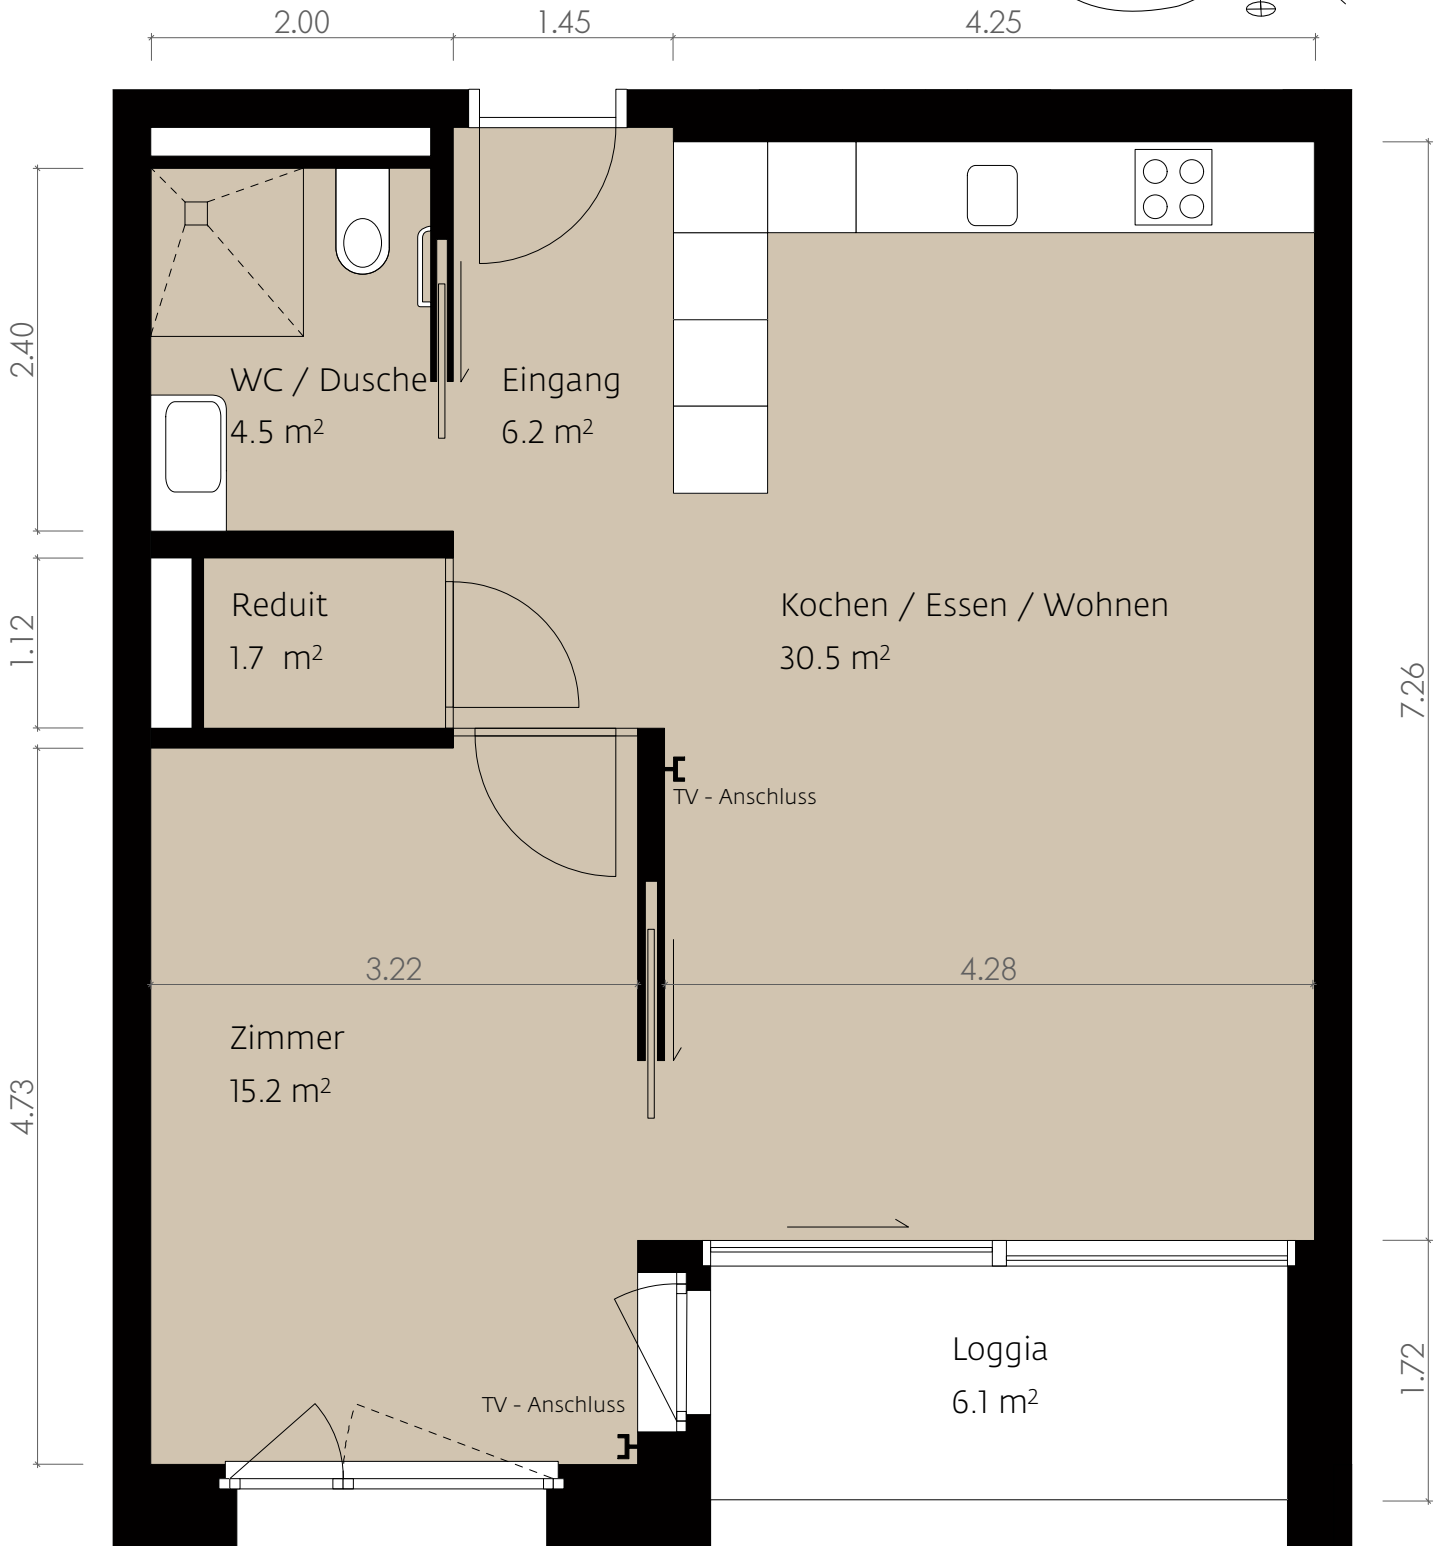 2.00 1.45 4.25
2.40
WC / Dusche
4.5 m²
Eingang
6.2 m²
1.12
Reduit
1.7 m²
Kochen / Essen / Wohnen
30.5 m²
7.26
TV - Anschluss
3.22
4.28
Zimmer
15.2 m²
4.73
Loggia
6.1 m²
1.72
TV - Anschluss